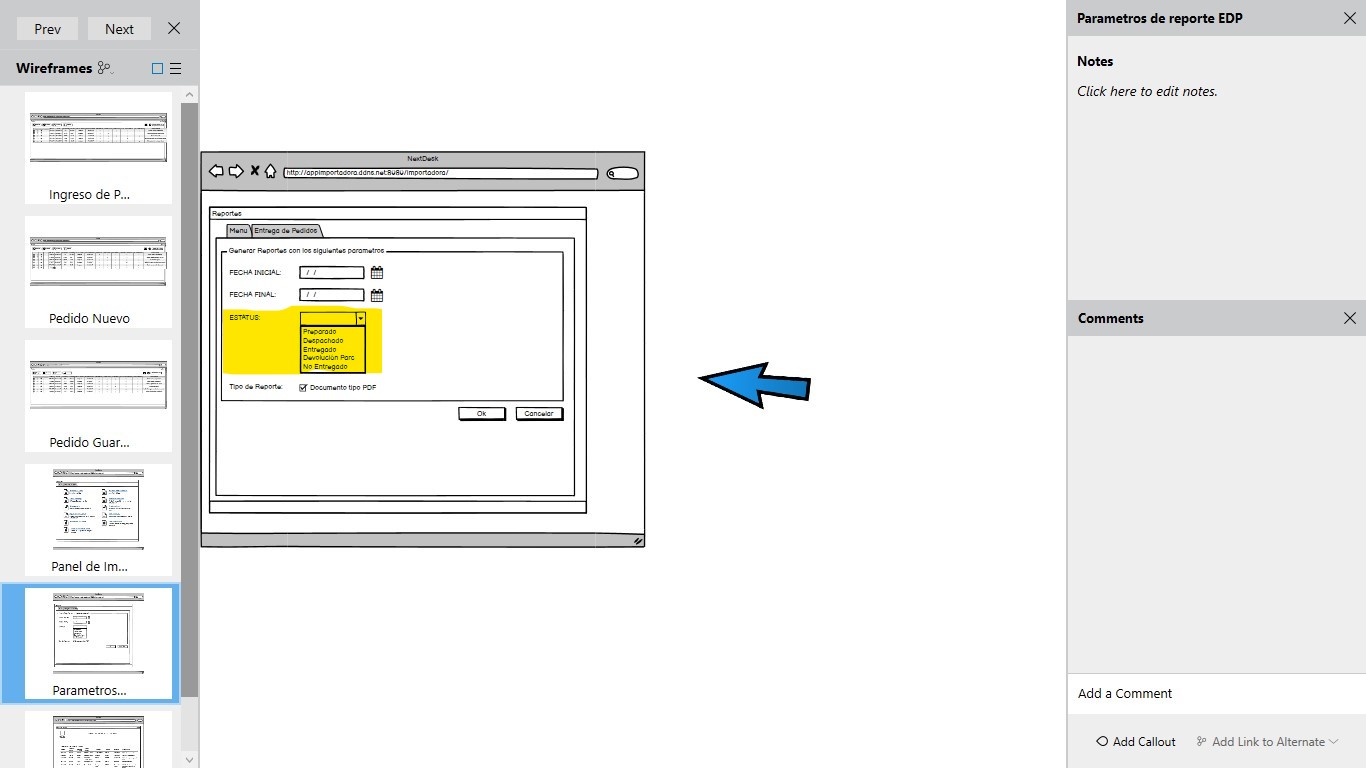 Prev Next
Wireframes
Ingreso de P...
Pedido Nuevo
Pedido Guar...
Panel de Im...
Parametros...
NextDesk
http://appimportadora.ddns.net:8080/importadora/
Reportes
Menu Entrega de Pedidos
Generar Reportes con los siguientes parametros
FECHA INICIAL: / /
FECHA FINAL: / /
ESTATUS:
Preparado
Despachado
Entregado
Devolucion Parc
No Entregado
Tipo de Reporte: Documento tipo PDF
Ok Cancelar
Parametros de reporte EDP
Notes
Click here to edit notes.
Comments
Add a Comment
Add Callout Add Link to Alternate